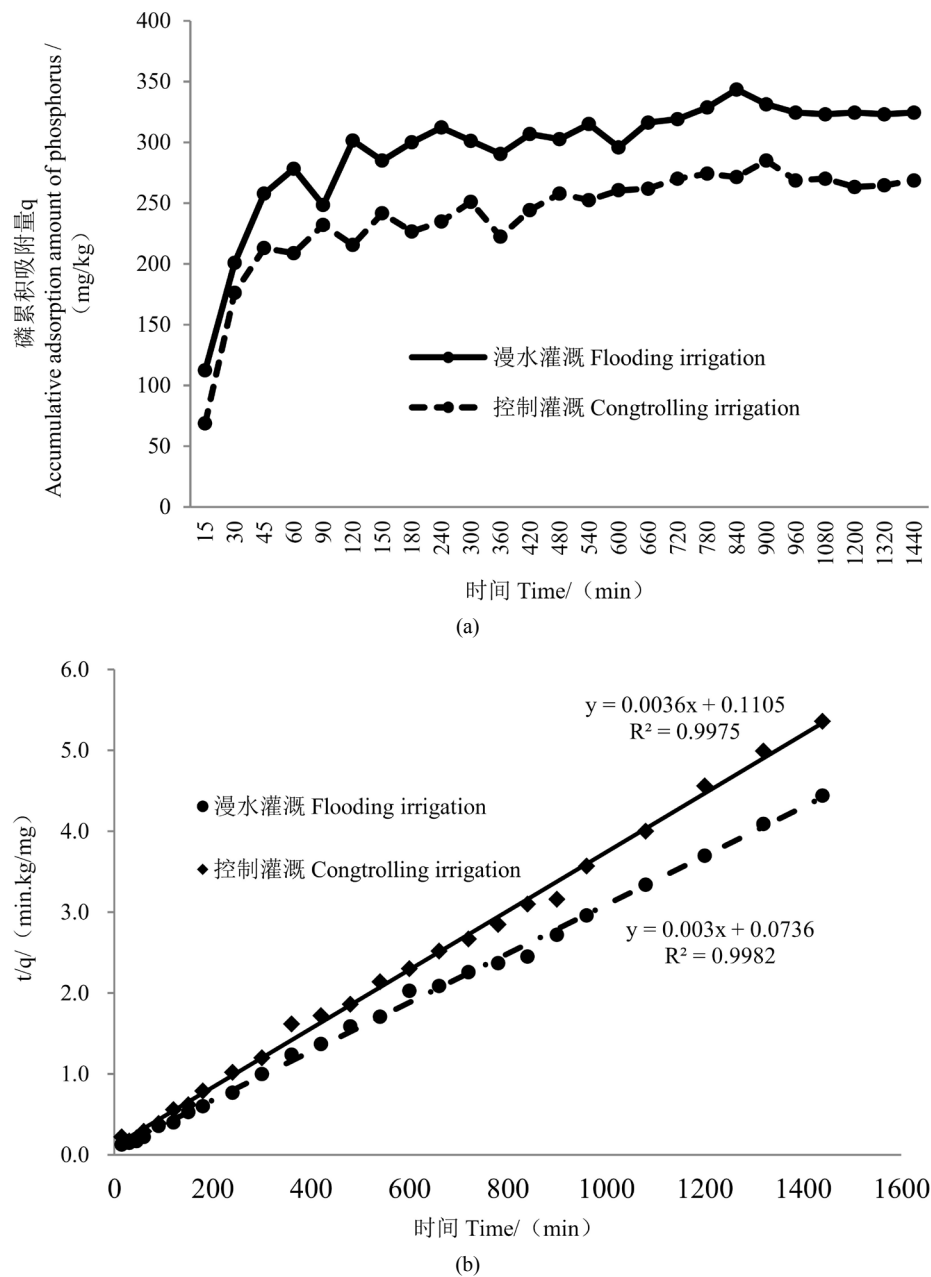 400
350
300
250
200
150
100
50
0
磷累积吸附量q
Accumulative adsorption amount of phosphorus /
（mg/kg）
漫水灌溉 Flooding irrigation
控制灌溉 Congtrolling irrigation
15 30 45 60 90 120 150 180 240 300 360 420 480 540 600 660 720 780 840 900 960 1080 1200 1320 1440
时间 Time/（min）
(a)
6.0
5.0
4.0
3.0
2.0
1.0
0.0
t/q/（min.kg/mg）
y = 0.0036x + 0.1105
R² = 0.9975
漫水灌溉 Flooding irrigation
控制灌溉 Congtrolling irrigation
y = 0.003x + 0.0736
R² = 0.9982
0 200 400 600 800 1000 1200 1400 1600
时间 Time/（min）
(b)